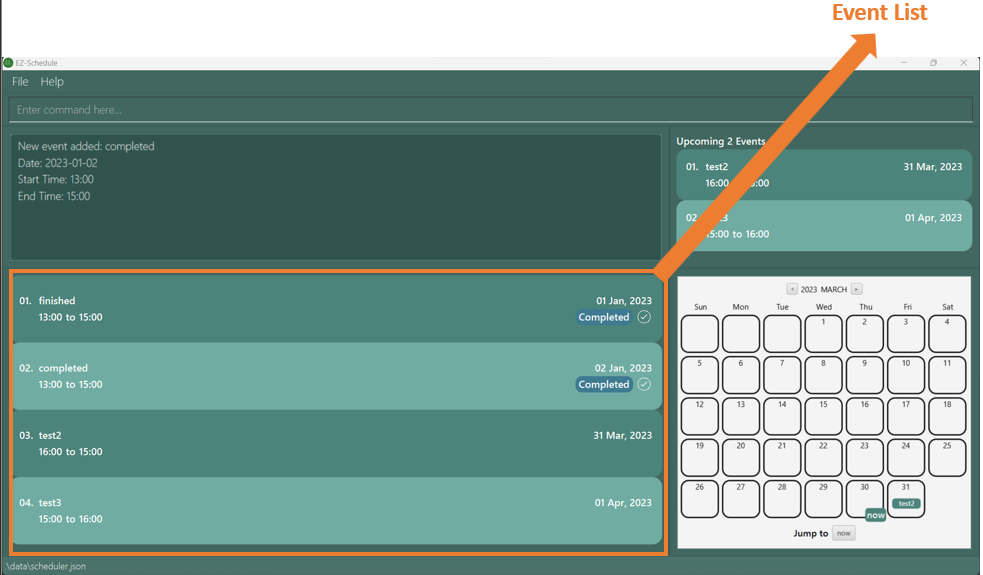 Event List
EZ-Schedule
File Help
Enter command here...
New event added: completed
Date: 2023-01-02
Start Time: 13:00
End Time: 15:00
Upcoming 2 Events
01. test2 31 Mar, 2023
16:00 :00
02 01 Apr, 2023
15:00 to 16:00
01. finished 01 Jan, 2023
13:00 to 15:00 Completed
02. completed 02 Jan, 2023
13:00 to 15:00 Completed
03. test2 31 Mar, 2023
16:00 to 15:00
04. test3 01 Apr, 2023
15:00 to 16:00
2023 MARCH
Sun Mon Tue Wed Thu Fri Sat
1 2 3 4
5 6 7 8 9 10 11
12 13 14 15 16 17 18
19 20 21 22 23 24 25
26 27 28 29 30 31
now test2
Jump to now
.\data\scheduler.json